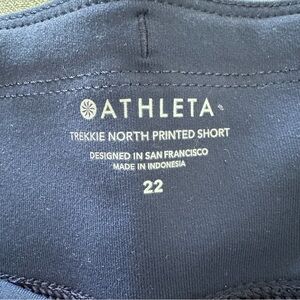 ATHLETA
TREKKIE NORTH PRINTED SHORT
DESIGNED IN SAN FRANCISCO
MADE IN INDONESIA
22